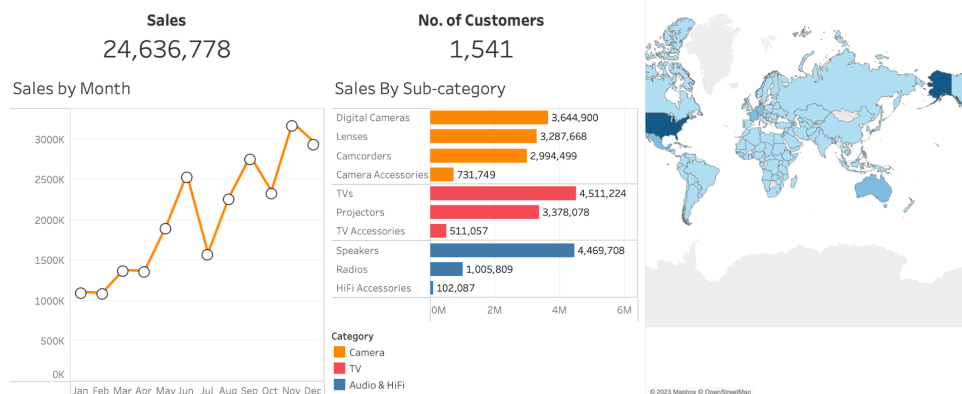 Sales
24,636,778
Sales by Month
3000K
2500K
2000K
1500K
1000K
500K
0K
Jan Feb Mar Apr May Jun Jul Aug Sep Oct Nov Dec
No. of Customers
1,541
Sales By Sub-category
Digital Cameras 3,644,900
Lenses 3,287,668
Camcorders 2,994,499
Camera Accessories 731,749
TVs 4,511,224
Projectors 3,378,078
TV Accessories 511,057
Speakers 4,469,708
Radios 1,005,809
HiFi Accessories 102,087
0M 2M 4M 6M
Category
Camera
TV
Audio & HiFi
© 2023 Mapbox © OpenStreetMap